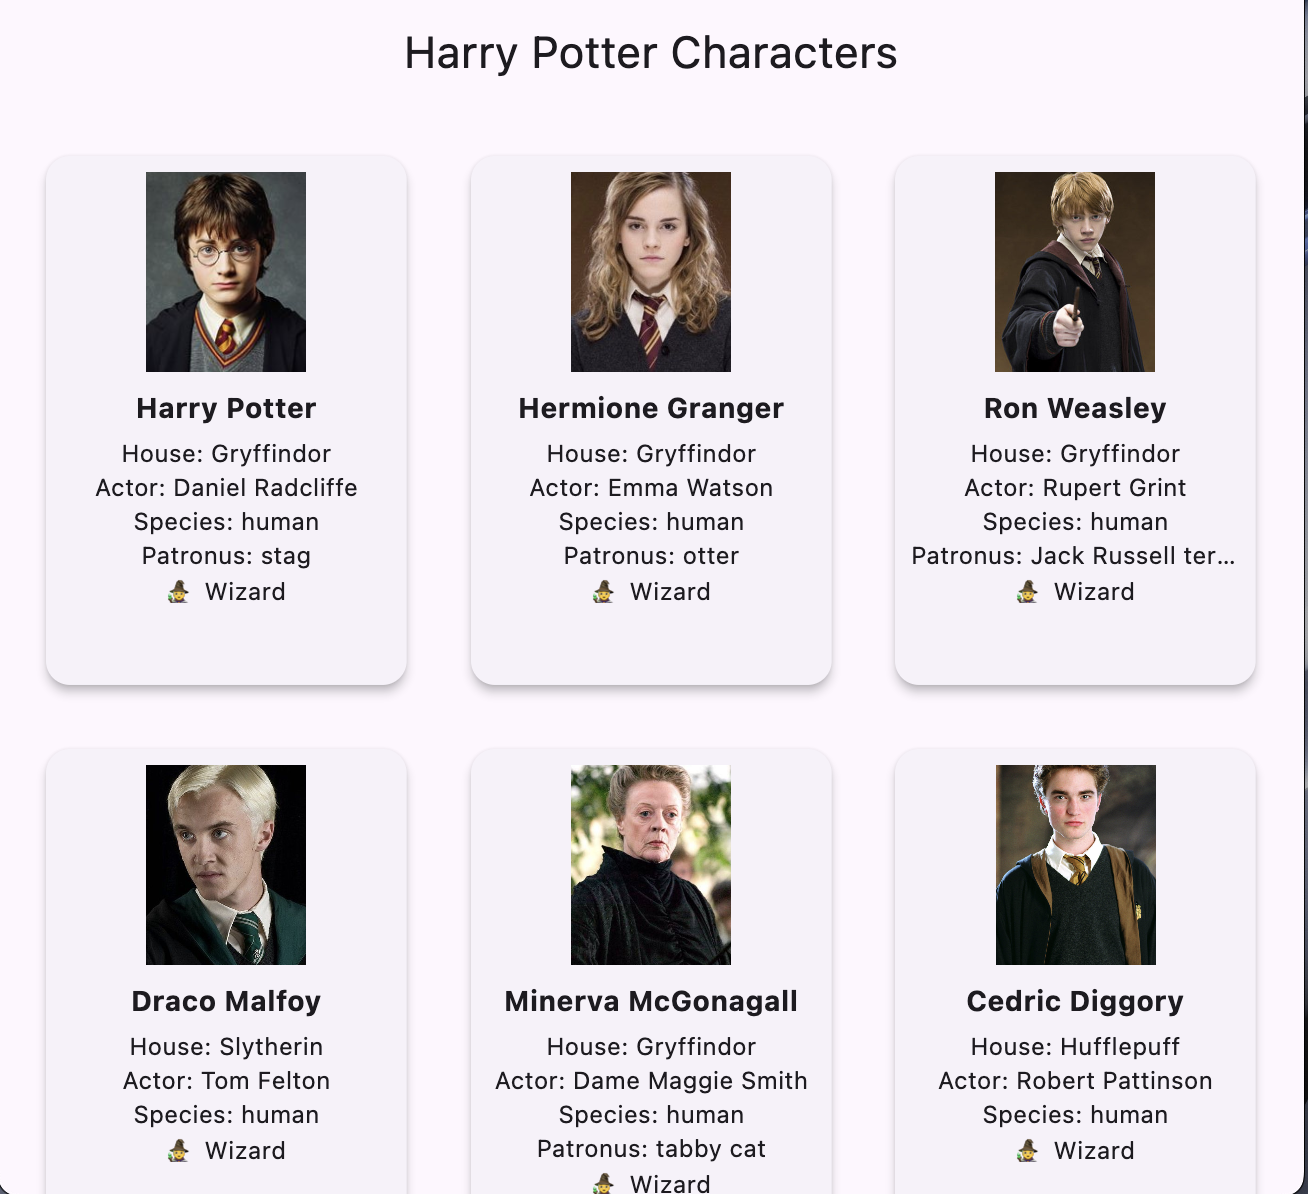 Harry Potter Characters
Harry Potter
House: Gryffindor
Actor: Daniel Radcliffe
Species: human
Patronus: stag
🧙‍♀️ Wizard
Hermione Granger
House: Gryffindor
Actor: Emma Watson
Species: human
Patronus: otter
🧙‍♀️ Wizard
Ron Weasley
House: Gryffindor
Actor: Rupert Grint
Species: human
Patronus: Jack Russell ter...
🧙‍♀️ Wizard
Draco Malfoy
House: Slytherin
Actor: Tom Felton
Species: human
🧙‍♀️ Wizard
Minerva McGonagall
House: Gryffindor
Actor: Dame Maggie Smith
Species: human
Patronus: tabby cat
🧙‍♀️ Wizard
Cedric Diggory
House: Hufflepuff
Actor: Robert Pattinson
Species: human
🧙‍♀️ Wizard